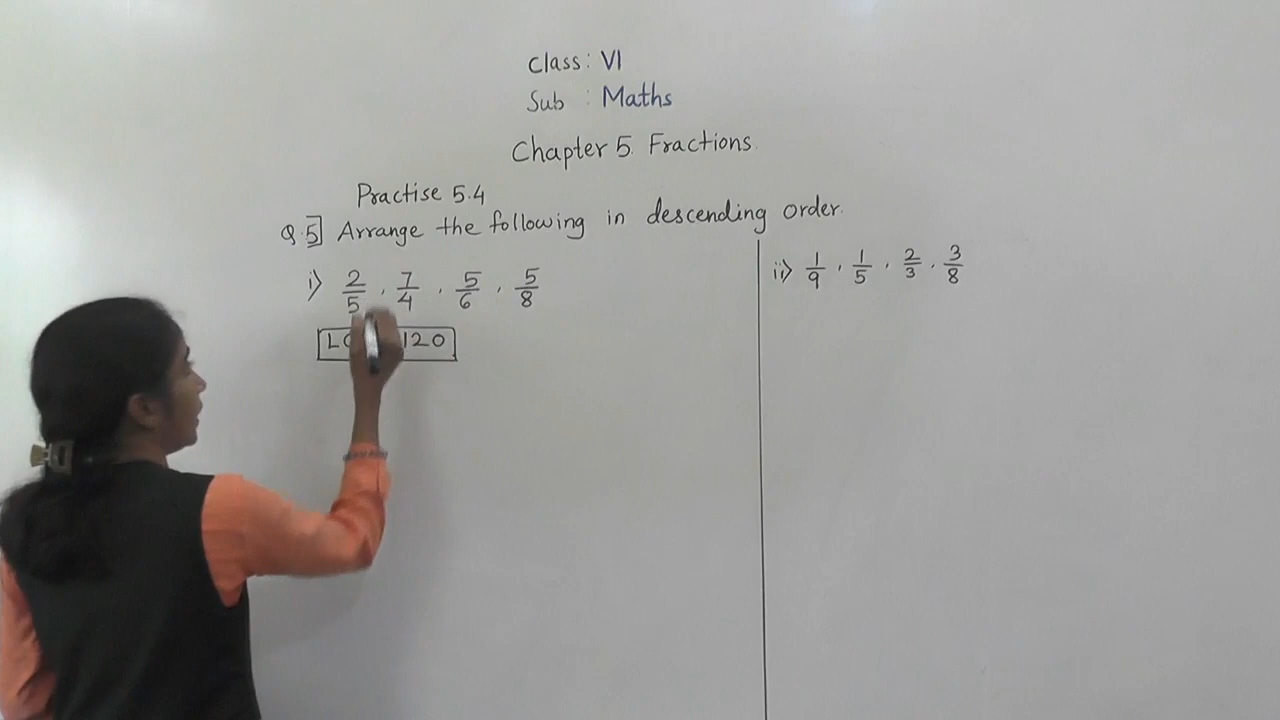 Class: VI
Sub : Maths
Chapter 5. Fractions.
Practise 5.4
Q.5] Arrange the following in descending order.
i) 2/5 , 7/4 , 5/6 , 5/8
120
ii) 1/9 , 1/5 , 2/3 , 3/8